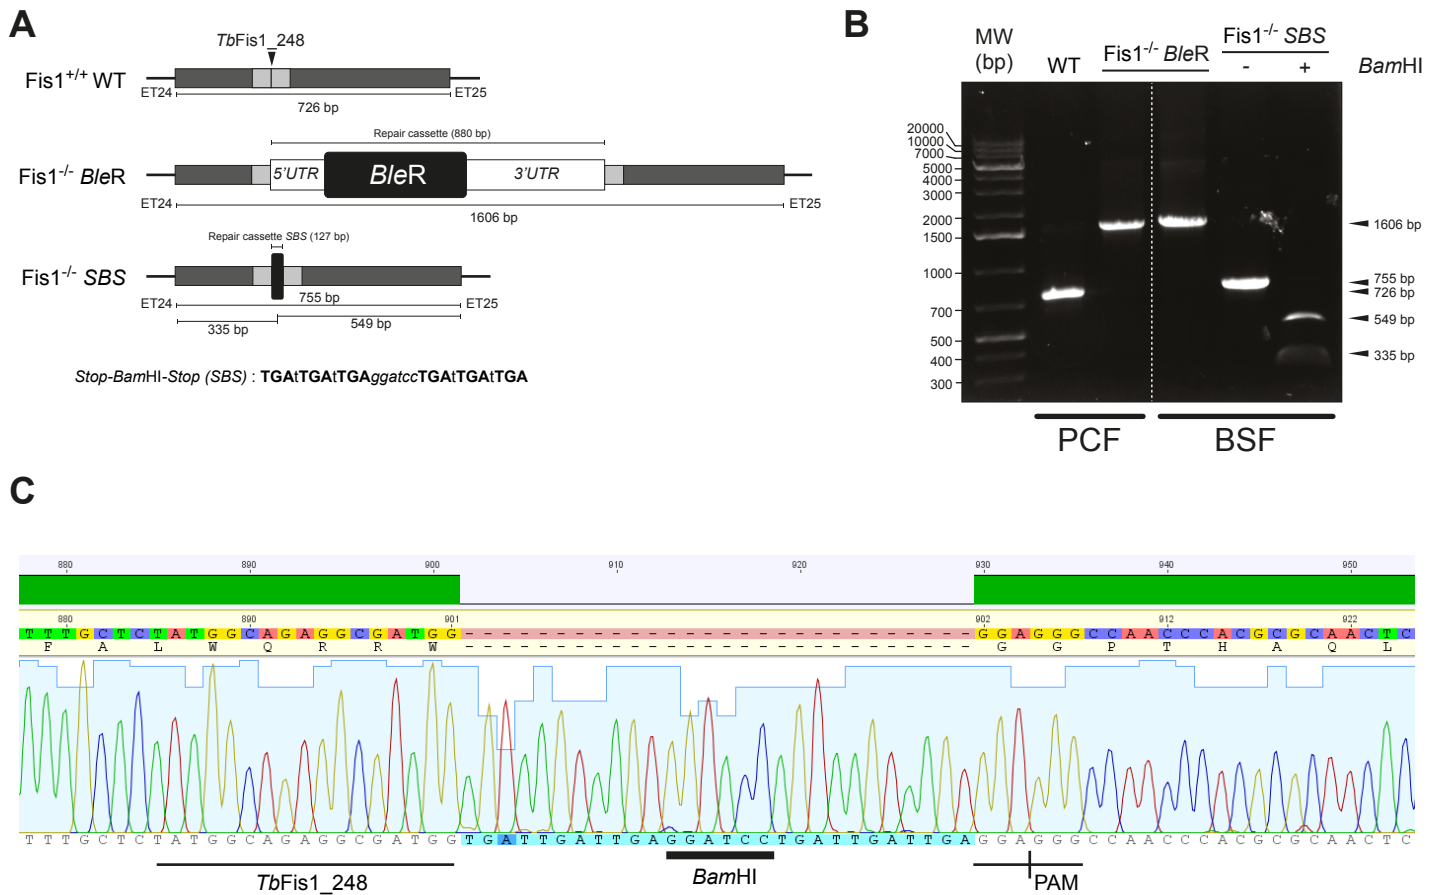 A
TbFis1_248
Fis1+/+ WT
ET24
ET25
726 bp
Repair cassette (880 bp)
Fis1-/- BleR
5'UTR
BleR
3'UTR
ET24
ET25
1606 bp
Repair cassette SBS (127 bp)
Fis1-/- SBS
755 bp
ET24
ET25
335 bp
549 bp
Stop-BamHI-Stop (SBS) : TGAtTGAtTGAggatccTGAtTGAtTGA
B
MW
(bp)
WT
Fis1-/- BleR
Fis1-/- SBS
- +
BamHI
20000
10000
7000
5000
4000
3000
2000
1500
1000
700
500
400
300
1606 bp
755 bp
726 bp
549 bp
335 bp
PCF
BSF
C
880 890 900 910 920 930 940 950
880 890 901 902 912 922
T T T G C T C T A T G G C A G A G G C G A T G G - - - - - - - - - - - - - - - - - - - - - - - - - - - - G G A G G G C C A A C C C A C G C G C A A C T C
F A L W Q R R W - - - - - - - - - - - - - - - - - - - - - - - - - - - - G G P T H A Q L
T T T G C T C T A T G G C A G A G G C G A T G G T G A T T G A T T G A G G A T C C T G A T T G A T T G A G G A G G G C C A A C C C A C G C G C A A C T C
TbFis1_248
BamHI
PAM